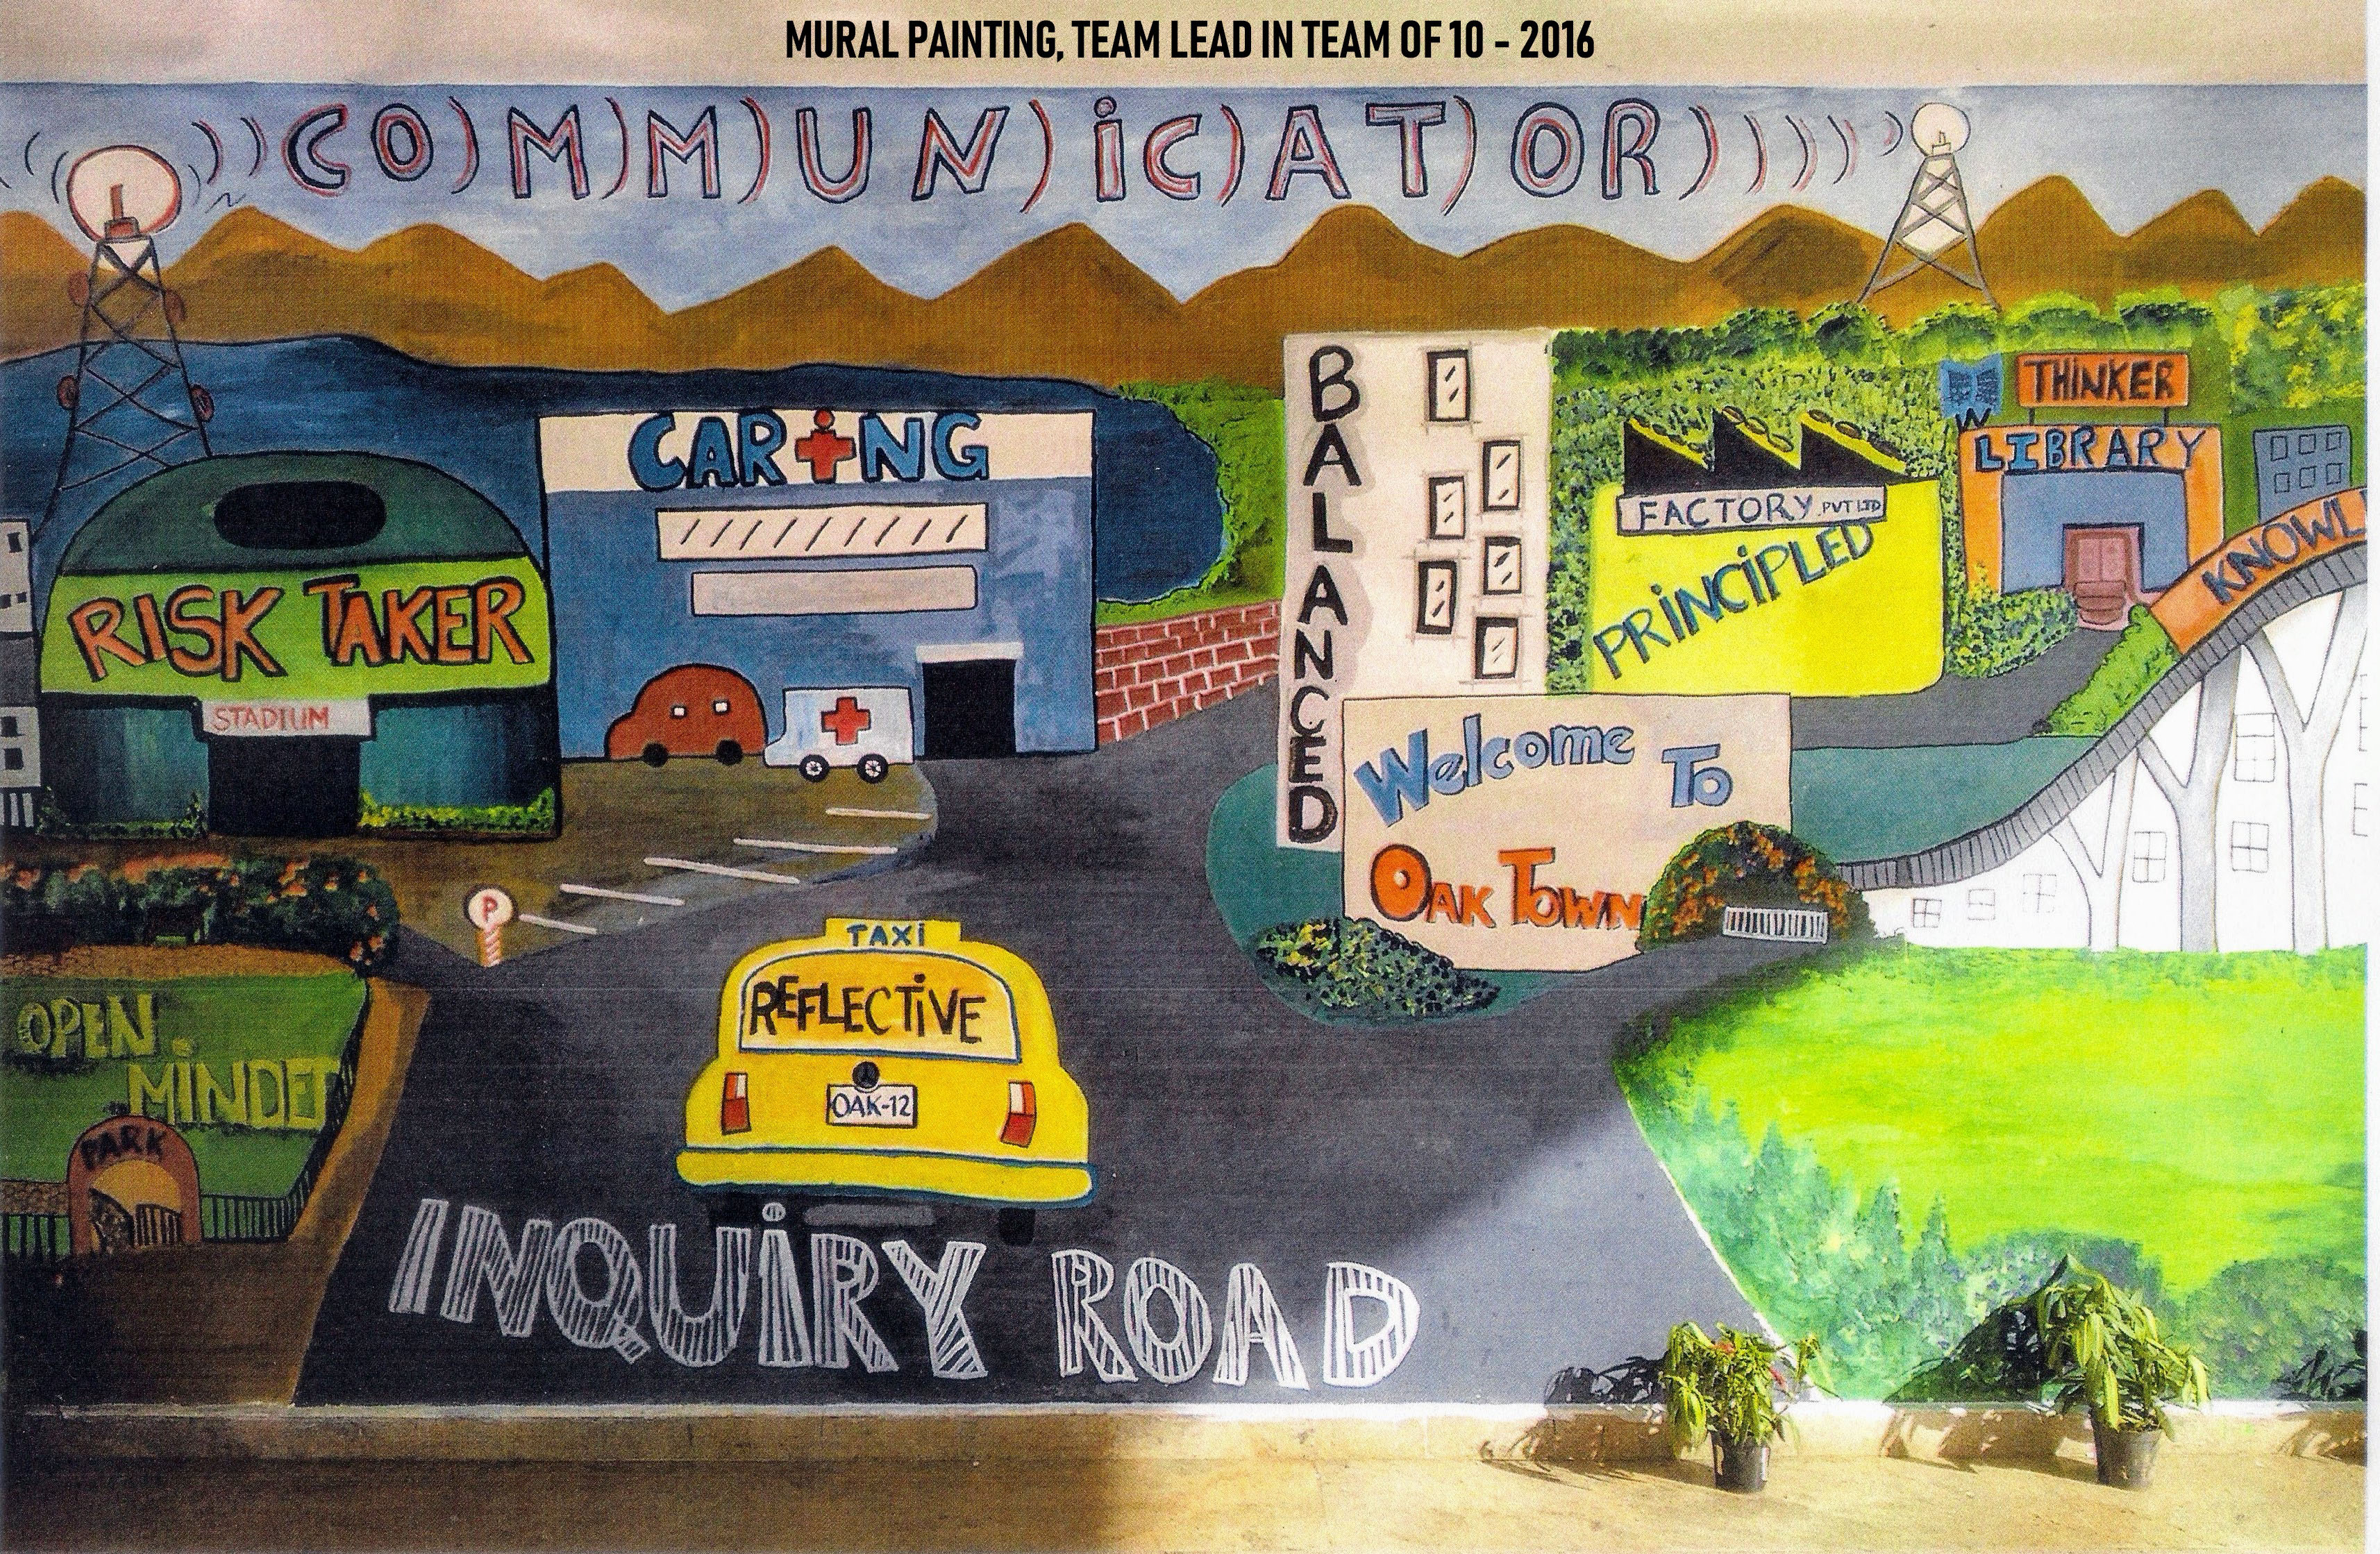 MURAL PAINTING, TEAM LEAD IN TEAM OF 10 - 2016
COMMUNiCATOR
CARiNG
BALANCED
THiNKER
LIBRARY
FACTORY PVT LTD
PRiNCiPLED
KNOWL
RISK TAKER
STADIUM
Welcome To
OAK TOWN
P
TAXi
REFLECTiVE
OAK-12
OPEN
MiNDED
PARK
INQUiRY ROAD